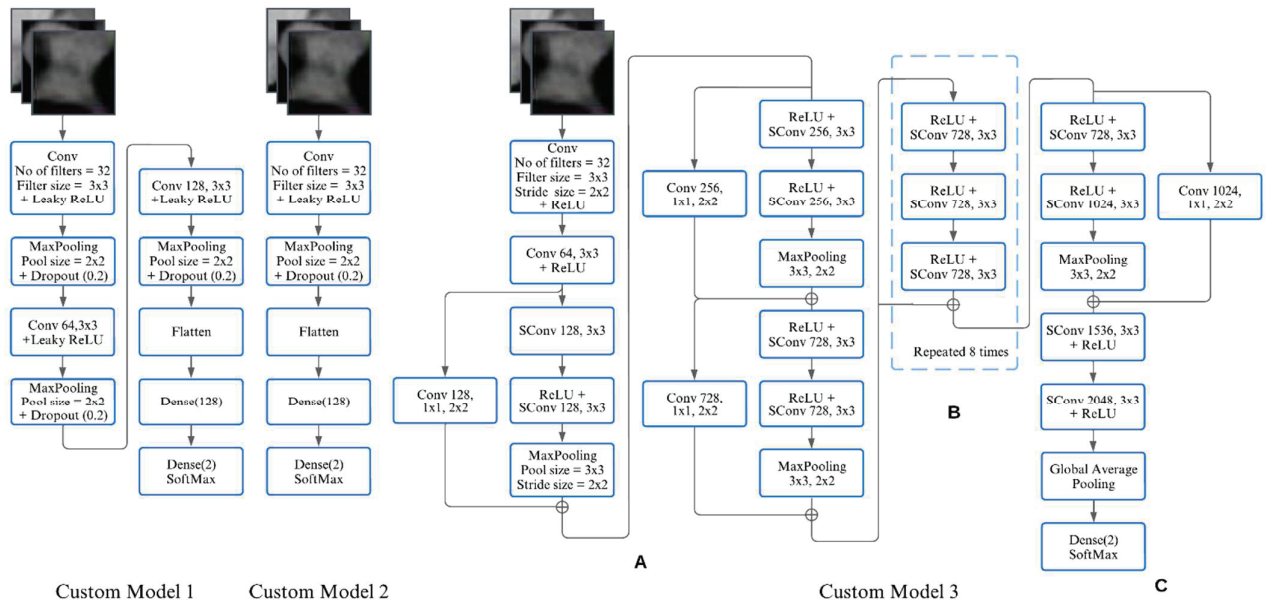 Conv
No of filters = 32
Filter size = 3x3
+ Leaky ReLU
MaxPooling
Pool size = 2x2
+ Dropout (0.2)
Conv 64,3x3
+Leaky ReLU
MaxPooling
Pool size = 2x2
+ Dropout (0.2)
Conv 128, 3x3
+Leaky ReLU
MaxPooling
Pool size = 2x2
+ Dropout (0.2)
Flatten
Dense(128)
Dense(2)
SoftMax
Custom Model 1
Conv
No of filters = 32
Filter size = 3x3
+ Leaky ReLU
MaxPooling
Pool size = 2x2
+ Dropout (0.2)
Flatten
Dense(128)
Dense(2)
SoftMax
Custom Model 2
Conv
No of filters = 32
Filter size = 3x3
Stride size = 2x2
+ ReLU
Conv 64, 3x3
+ ReLU
SConv 128, 3x3
Conv 128,
1x1, 2x2
ReLU +
SConv 128, 3x3
MaxPooling
Pool size = 3x3
Stride size = 2x2
A
ReLU +
SConv 256, 3x3
Conv 256,
1x1, 2x2
ReLU +
SConv 256, 3x3
MaxPooling
3x3, 2x2
ReLU +
SConv 728, 3x3
Conv 728,
1x1, 2x2
ReLU +
SConv 728, 3x3
MaxPooling
3x3, 2x2
ReLU +
SConv 728, 3x3
ReLU +
SConv 728, 3x3
ReLU +
SConv 728, 3x3
Repeated 8 times
B
ReLU +
SConv 728, 3x3
ReLU +
SConv 1024, 3x3
Conv 1024,
1x1, 2x2
MaxPooling
3x3, 2x2
SConv 1536, 3x3
+ ReLU
SConv 2048, 3x3
+ ReLU
Global Average
Pooling
Dense(2)
SoftMax
C
Custom Model 3